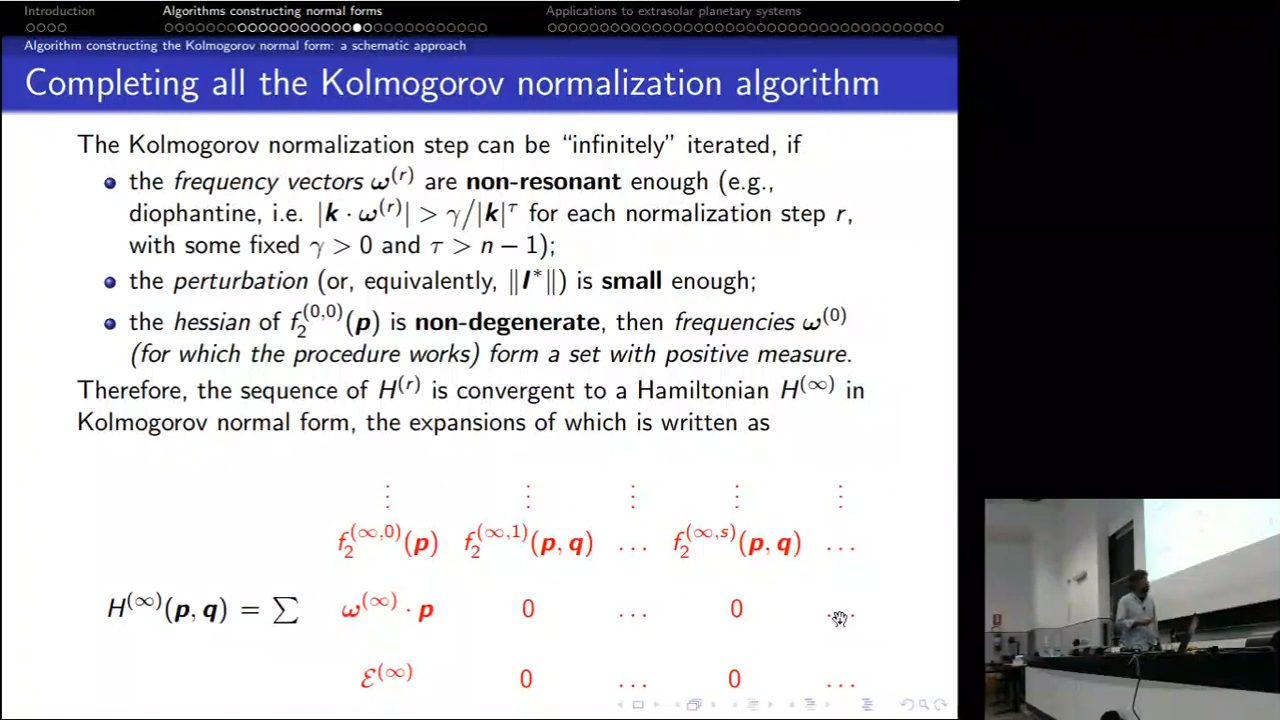 Introduction Algorithms constructing normal forms Applications to extrasolar planetary systems
Algorithm constructing the Kolmogorov normal form: a schematic approach
Completing all the Kolmogorov normalization algorithm
The Kolmogorov normalization step can be “infinitely” iterated, if
the frequency vectors ω^(r) are non-resonant enough (e.g.,
diophantine, i.e. |k · ω^(r)| > γ/|k|^τ for each normalization step r,
with some fixed γ > 0 and τ > n − 1);
the perturbation (or, equivalently, ‖I*‖) is small enough;
the hessian of f_2^(0,0)(p) is non-degenerate, then frequencies ω^(0)
(for which the procedure works) form a set with positive measure.
Therefore, the sequence of H^(r) is convergent to a Hamiltonian H^(∞) in
Kolmogorov normal form, the expansions of which is written as
⋮ ⋮ ⋮ ⋮ ⋮
f_2^(∞,0)(p) f_2^(∞,1)(p, q) ... f_2^(∞,s)(p, q) ...
H^(∞)(p, q) = ∑ ω^(∞) · p 0 ... 0 ...
ℰ^(∞) 0 ... 0 ...